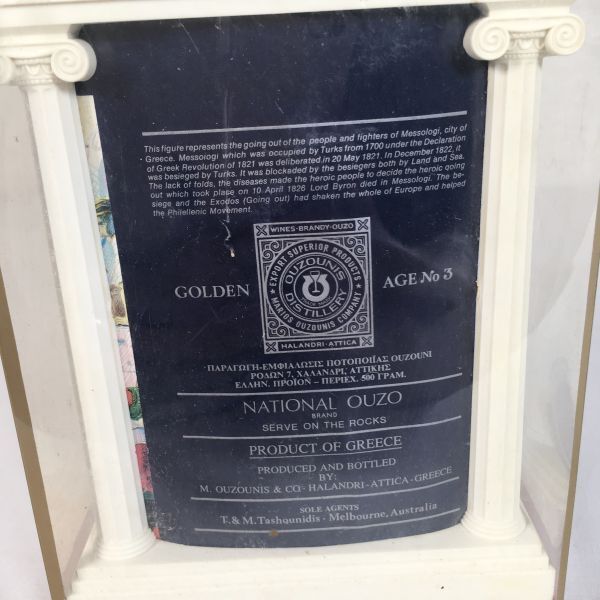 This figure represents the going out of the people and fighters of Messologi, city of
Greece. Messologi which was occupied by Turks from 1700 under the Declaration
of Greek Revolution of 1821 was deliberated in 20 May 1821. In December 1822, it
was besieged by Turks. It was blockaded by the besiegers both by Land and Sea.
The lack of folds, the diseases made the heroic people to decide the heroic going
out which took plase on 10 April 1826 Lord Byron died in Messologi. The be-
siege and the Exodos (Going out) had shaken the whole of Europe and helped
the Philellenic Movement.
WINES·BRANDY·OUZO
EXPORT SUPERIOR PRODUCTS
OUZOUNIS
DISTILLERY
MARIOS OUZOUNIS COMPANY
HALANDRI·ATTICA
GOLDEN AGE No 3
ΠΑΡΑΓΩΓΗ-ΕΜΦΙΑΛΩΣΙΣ ΠΟΤΟΠΟΙΪΑΣ OUZOUNI
ΡΟΔΩΝ 7, ΧΑΛΑΝΔΡΙ, ΑΤΤΙΚΗΣ
ΕΛΛΗΝ. ΠΡΟΪΟΝ – ΠΕΡΙΕΧ. 500 ΓΡΑΜ.
NATIONAL OUZO
BRAND
SERVE ON THE ROCKS
PRODUCT OF GREECE
PRODUCED AND BOTTLED
BY:
M. OUZOUNIS & CO - HALANDRI-ATTICA-GREECE
SOLE AGENTS
T. & M. Tashounidis - Melbourne, Australia